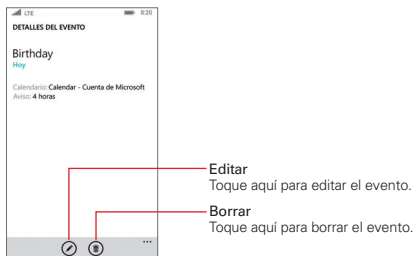 LTE 8:20
DETALLES DEL EVENTO
Birthday
Hoy
Calendario: Calendar - Cuenta de Microsoft
Aviso: 4 horas
Editar
Toque aquí para editar el evento.
Borrar
Toque aquí para borrar el evento.